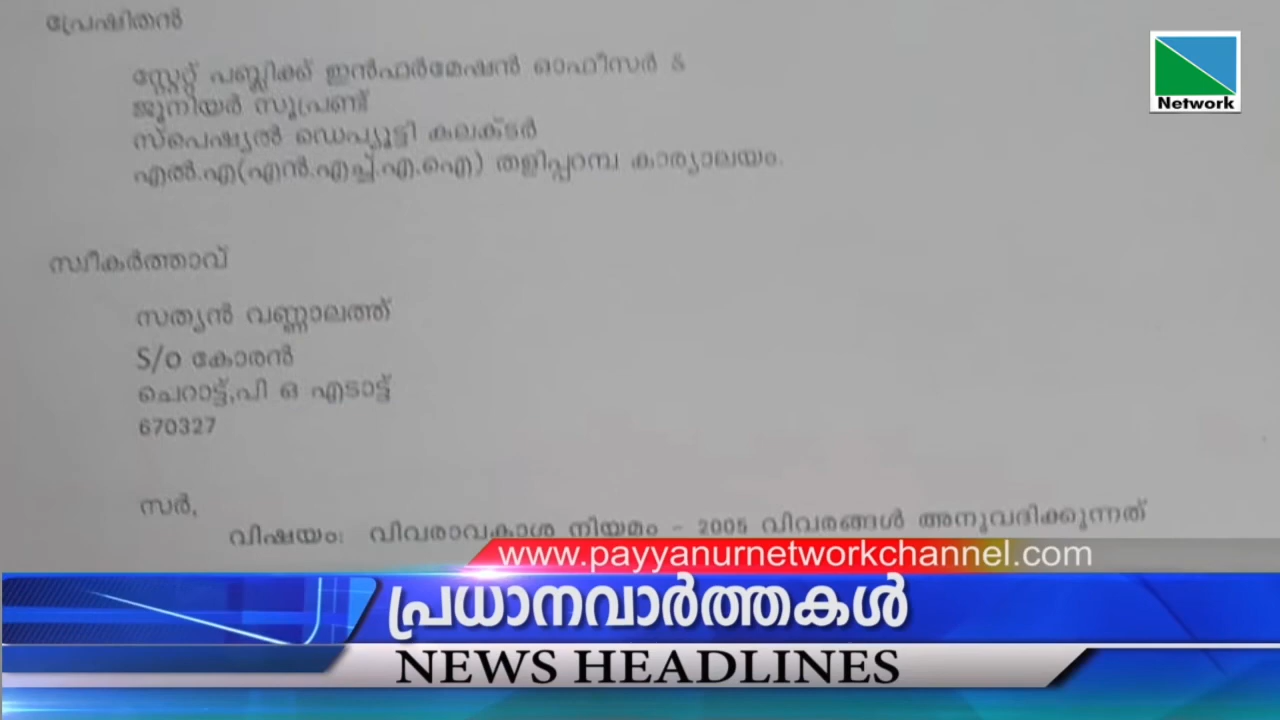 പ്രേഷിതൻ
സ്റ്റേറ്റ് പബ്ലിക്ക് ഇൻഫർമേഷൻ ഓഫീസർ &
ജൂനിയർ സൂപ്രണ്ട്
സ്പെഷ്യൽ ഡെപ്യൂട്ടി കലക്ടർ
എൽ.എ(എൻ.എച്ച്.എ.ഐ) തളിപ്പറമ്പ കാര്യാലയം.
സ്വീകർത്താവ്
സത്യൻ വണ്ണാലത്ത്
S/o കോരൻ
ചെറാട്ട്,പി ഒ എടാട്ട്
670327
സർ,
വിഷയം: വിവരാവകാശ നിയമം - 2005 വിവരങ്ങൾ അനുവദിക്കുന്നത്
Network
www.payyanurnetworkchannel.com
പ്രധാനവാർത്തകൾ
NEWS HEADLINES